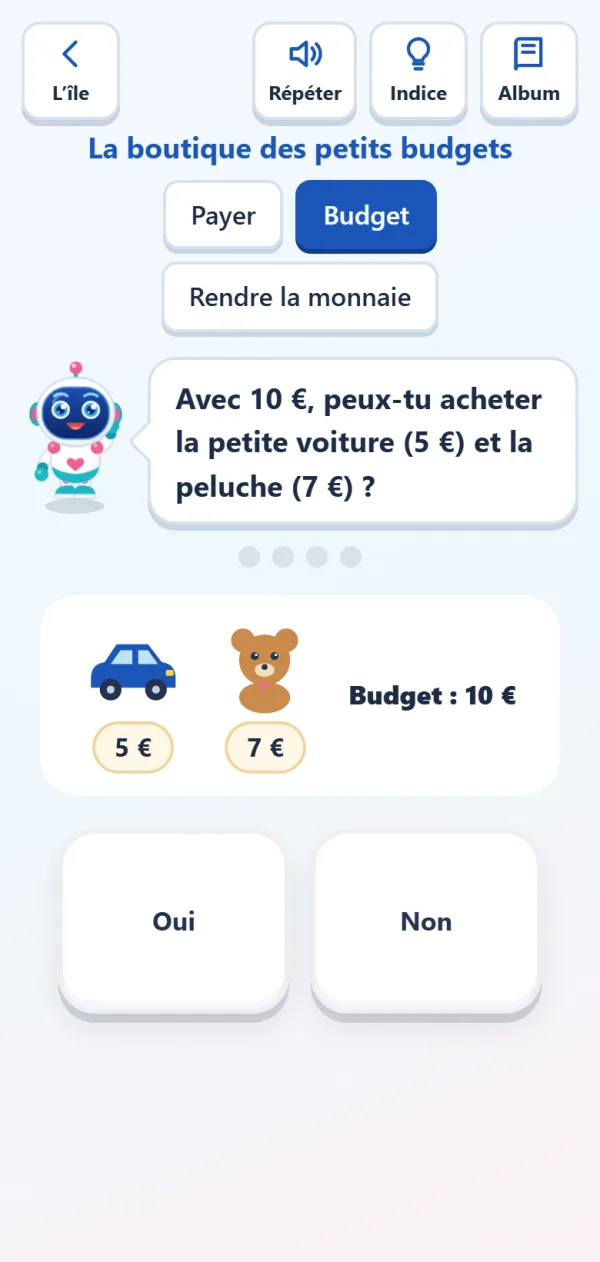 L’île
Répéter
Indice
Album
La boutique des petits budgets
Payer
Budget
Rendre la monnaie
Avec 10 €, peux-tu acheter
la petite voiture (5 €) et la
peluche (7 €) ?
Budget : 10 €
5 €
7 €
Oui
Non